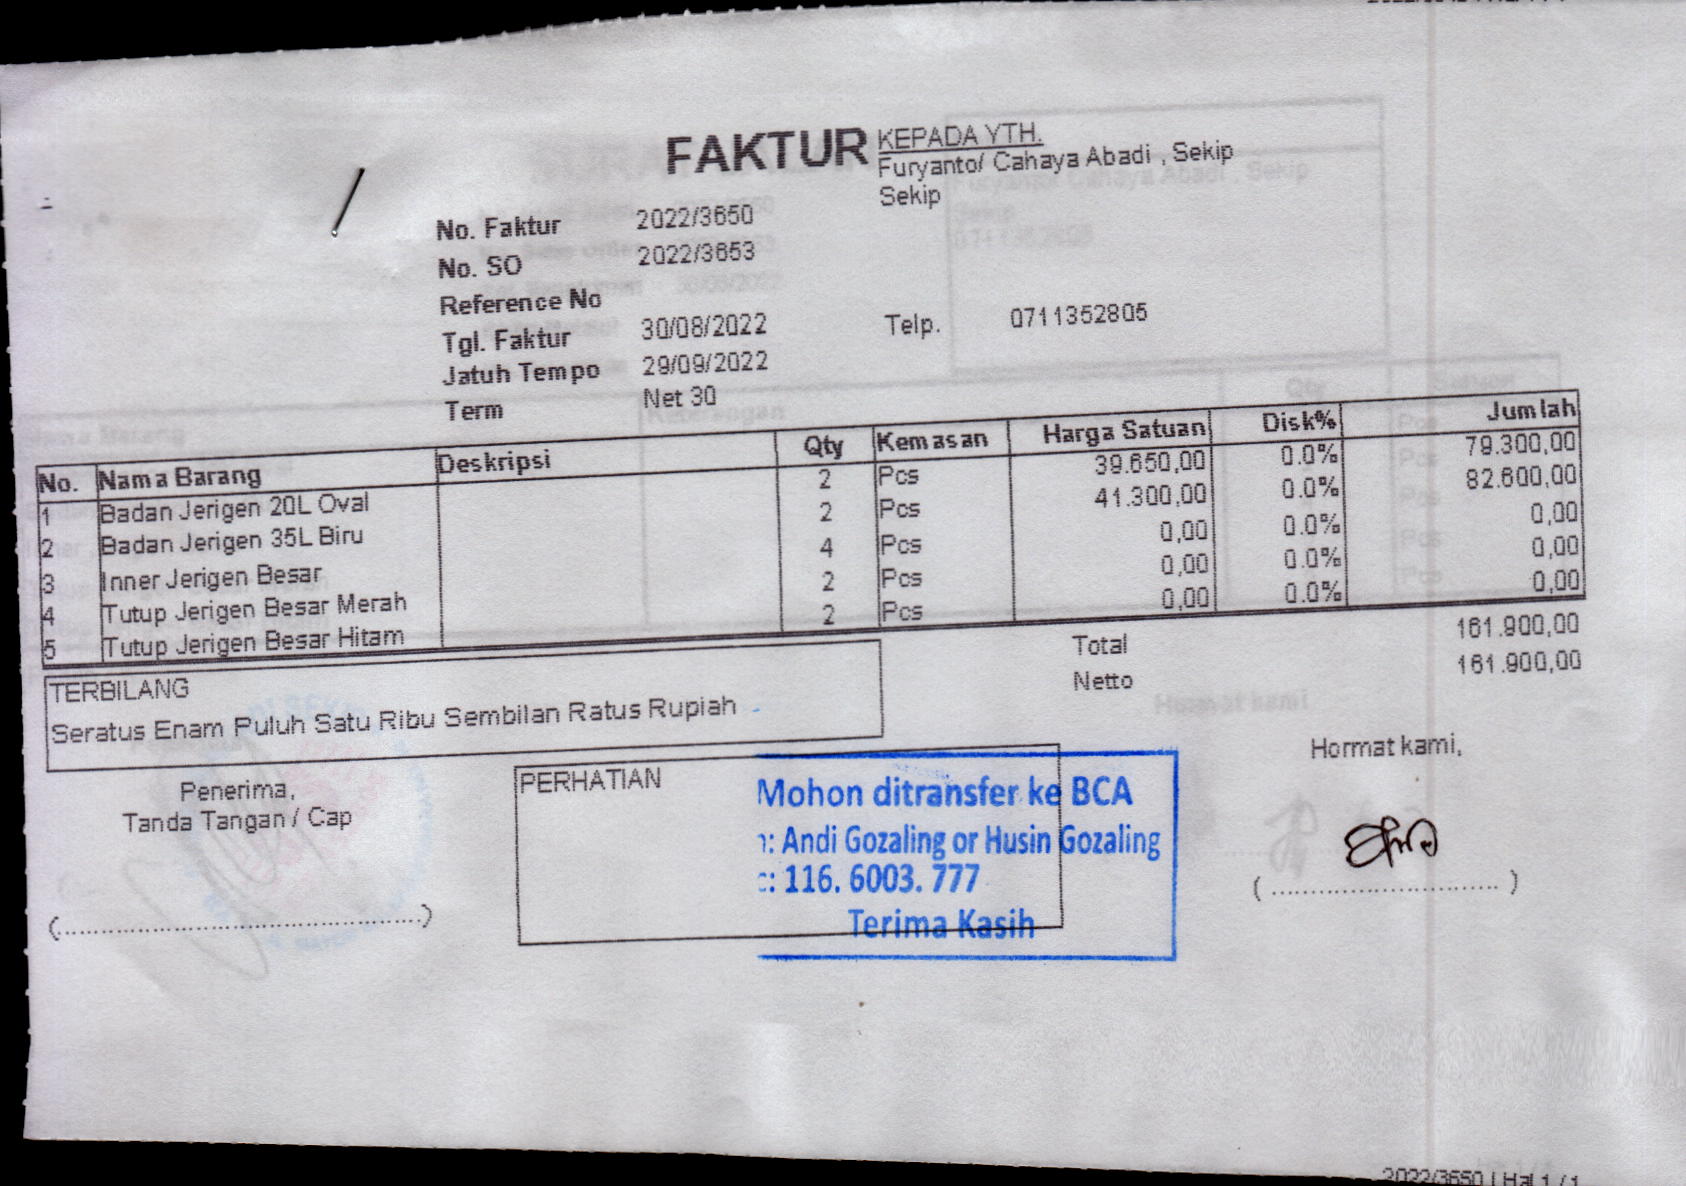 FAKTUR
KEPADA YTH.
Furyanto/ Cahaya Abadi , Sekip
Sekip
No. Faktur 2022/3650
No. SO 2022/3653
Reference No
Tgl. Faktur 30/08/2022
Telp. 0711352805
Jatuh Tempo 29/09/2022
Term Net 30
No. Nama Barang Deskripsi Qty Kemasan Harga Satuan Disk% Jumlah
1 Badan Jerigen 20L Oval 2 Pcs 39.650,00 0.0% 79.300,00
2 Badan Jerigen 35L Biru 2 Pcs 41.300,00 0.0% 82.600,00
3 Inner Jerigen Besar 4 Pcs 0,00 0.0% 0,00
4 Tutup Jerigen Besar Merah 2 Pcs 0,00 0.0% 0,00
5 Tutup Jerigen Besar Hitam 2 Pcs 0,00 0.0% 0,00
Total 161.900,00
Netto 161.900,00
TERBILANG
Seratus Enam Puluh Satu Ribu Sembilan Ratus Rupiah
Penerima,
Tanda Tangan / Cap
(..............................)
PERHATIAN
Mohon ditransfer ke BCA
: Andi Gozaling or Husin Gozaling
: 116. 6003. 777
Terima Kasih
Hormat kami,
(..............................)
2022/3650 | Hal 1 / 1